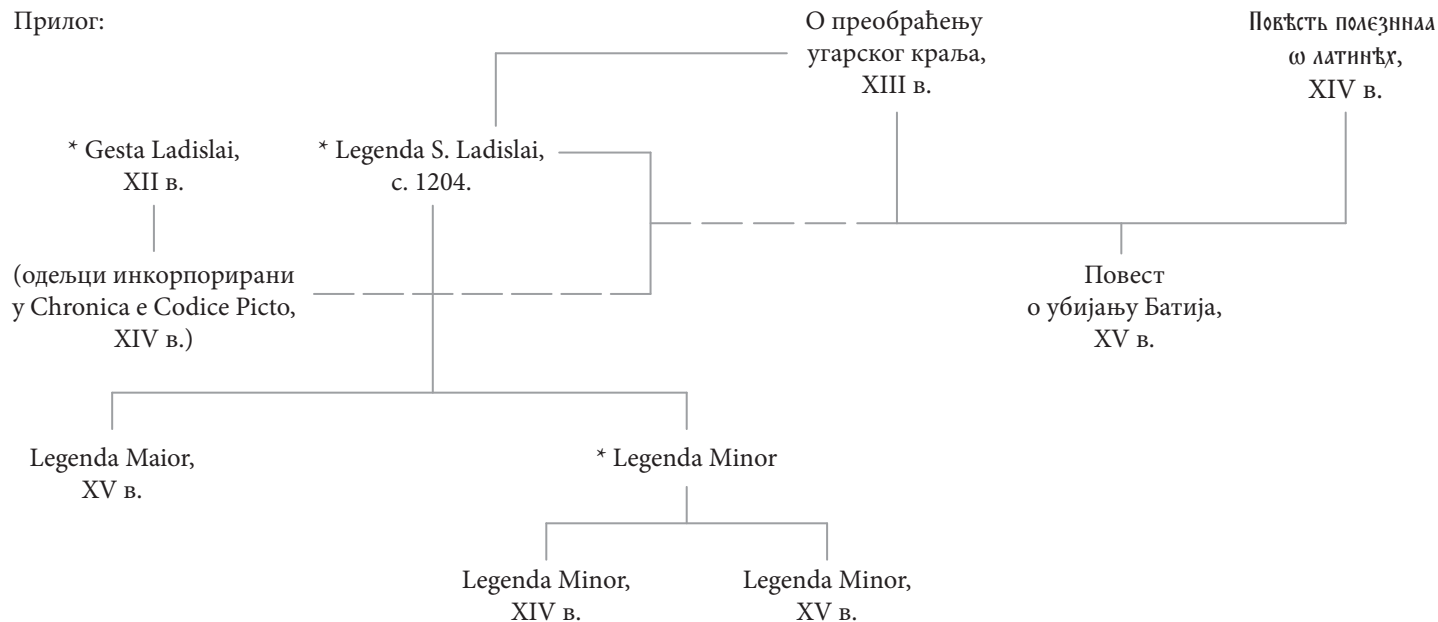 Прилог:
О преобраћењу
угарског краља,
XIII в.
Повѣсть полєзннаа
ѡ латинѣх,
XIV в.
* Gesta Ladislai,
XII в.
* Legenda S. Ladislai,
c. 1204.
(одељци инкорпорирани
у Chronica e Codice Picto,
XIV в.)
Повест
о убијању Батија,
XV в.
Legenda Maior,
XV в.
* Legenda Minor
Legenda Minor,
XIV в.
Legenda Minor,
XV в.